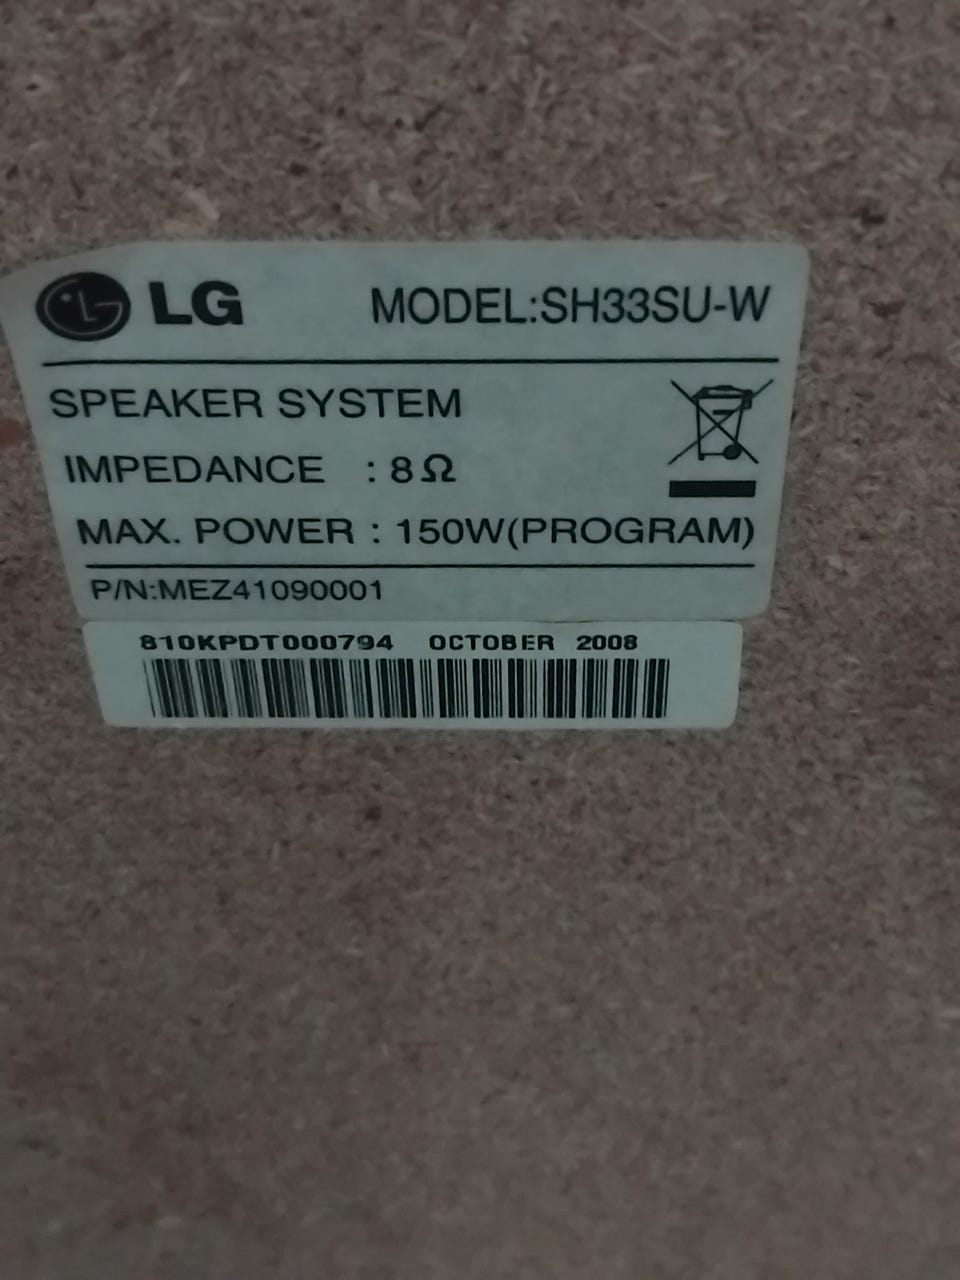 LG MODEL:SH33SU-W
SPEAKER SYSTEM
IMPEDANCE : 8Ω
MAX. POWER : 150W(PROGRAM)
P/N:MEZ41090001
810KPDT000794 OCTOBER 2008